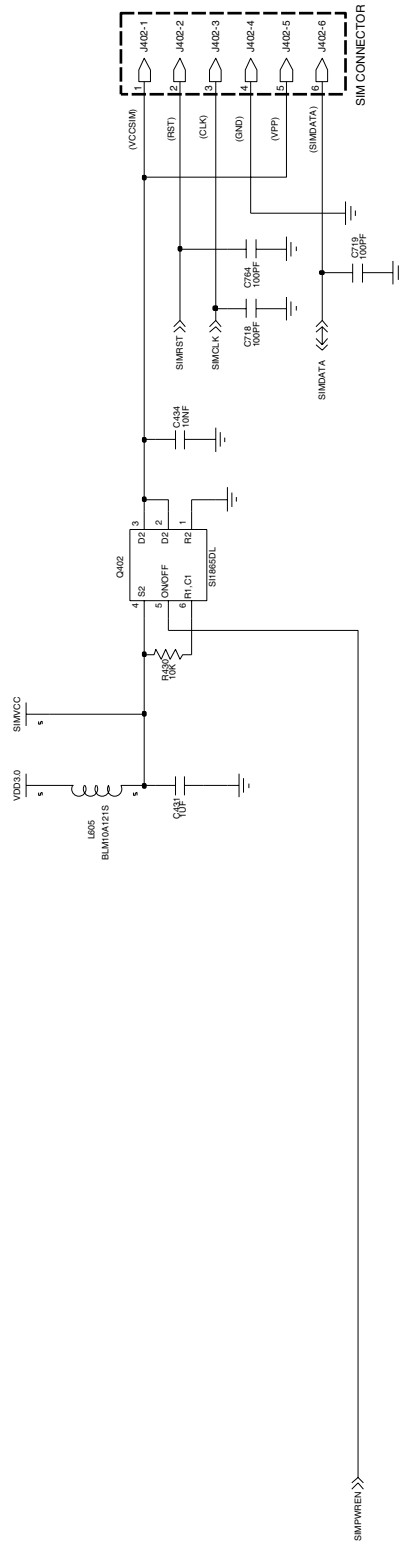 SIM CONNECTOR
J402-1
J402-2
J402-3
J402-4
J402-5
J402-6
1
2
3
4
5
6
(VCCSIM)
(RST)
(CLK)
(GND)
(VPP)
(SIMDATA)
C764
100PF
C719
100PF
C718
100PF
SIMRST
SIMCLK
SIMDATA
C434
10NF
Q402
3
2
1
D2
D2
R2
S2
ON/OFF
R1,C1
4
5
6
SI1865DL
R430
10K
SIMVCC
s
VDD3.0
s
s
L605
BLM10A121S
C431
1UF
SIMPWREN